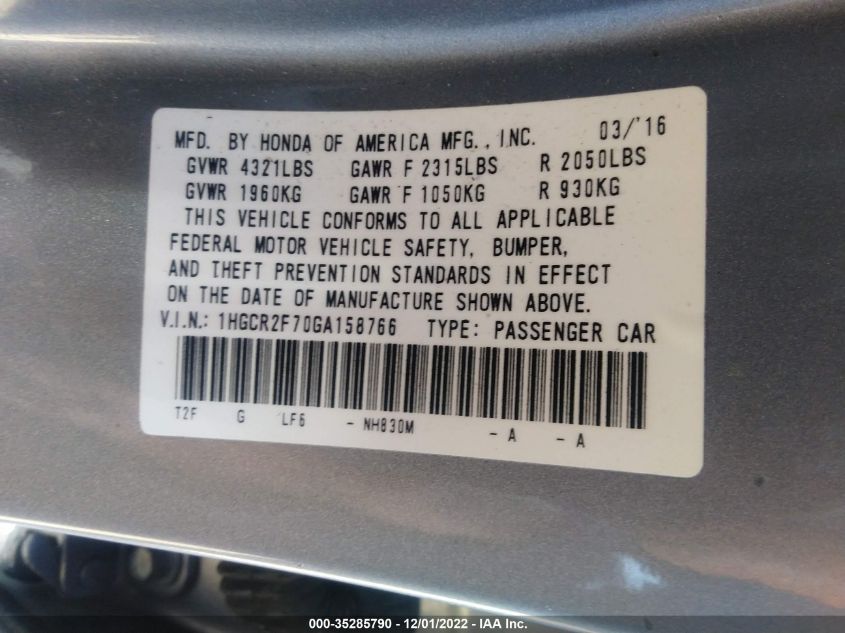 MFD. BY HONDA OF AMERICA MFG., INC. 03/'16
GVWR 4321LBS GAWR F 2315LBS R 2050LBS
GVWR 1960KG GAWR F 1050KG R 930KG
THIS VEHICLE CONFORMS TO ALL APPLICABLE
FEDERAL MOTOR VEHICLE SAFETY, BUMPER,
AND THEFT PREVENTION STANDARDS IN EFFECT
ON THE DATE OF MANUFACTURE SHOWN ABOVE.
V.I.N.: 1HGCR2F70GA158766 TYPE: PASSENGER CAR
T2F G LF6 - NH830M - A - A
000-35285790 - 12/01/2022 - IAA Inc.